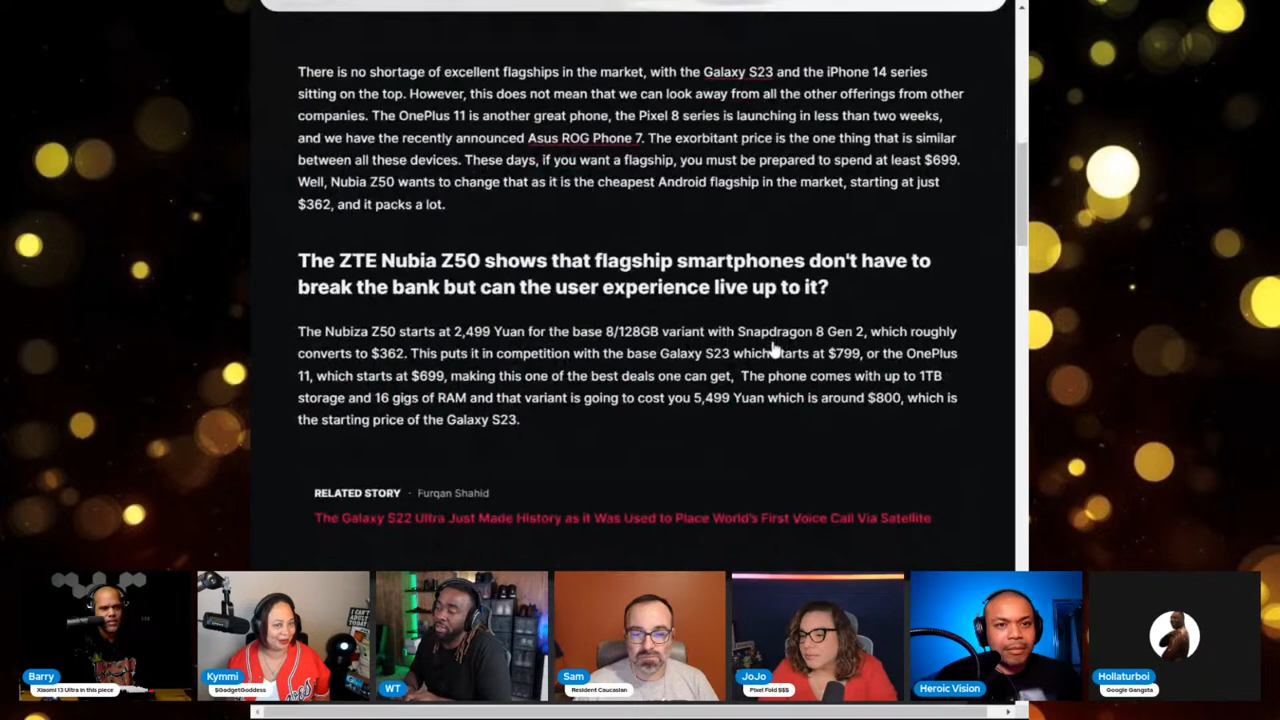 There is no shortage of excellent flagships in the market, with the Galaxy S23 and the iPhone 14 series
sitting on the top. However, this does not mean that we can look away from all the other offerings from other
companies. The OnePlus 11 is another great phone, the Pixel 8 series is launching in less than two weeks,
and we have the recently announced Asus ROG Phone 7. The exorbitant price is the one thing that is similar
between all these devices. These days, if you want a flagship, you must be prepared to spend at least $699.
Well, Nubia Z50 wants to change that as it is the cheapest Android flagship in the market, starting at just
$362, and it packs a lot.
The ZTE Nubia Z50 shows that flagship smartphones don't have to
break the bank but can the user experience live up to it?
The Nubiza Z50 starts at 2,499 Yuan for the base 8/128GB variant with Snapdragon 8 Gen 2, which roughly
converts to $362. This puts it in competition with the base Galaxy S23 which starts at $799, or the OnePlus
11, which starts at $699, making this one of the best deals one can get, The phone comes with up to 1TB
storage and 16 gigs of RAM and that variant is going to cost you 5,499 Yuan which is around $800, which is
the starting price of the Galaxy S23.
RELATED STORY · Furqan Shahid
The Galaxy S22 Ultra Just Made History as it Was Used to Place World's First Voice Call Via Satellite
I CAN'T
ADULT
TODAY
Barry
Xiaomi 13 Ultra in this piece
Kymmi
$GadgetGoddess
WT
Sam
Resident Caucasian
JoJo
Pixel Fold $$$
Heroic Vision
Hollaturboi
Google Gangsta